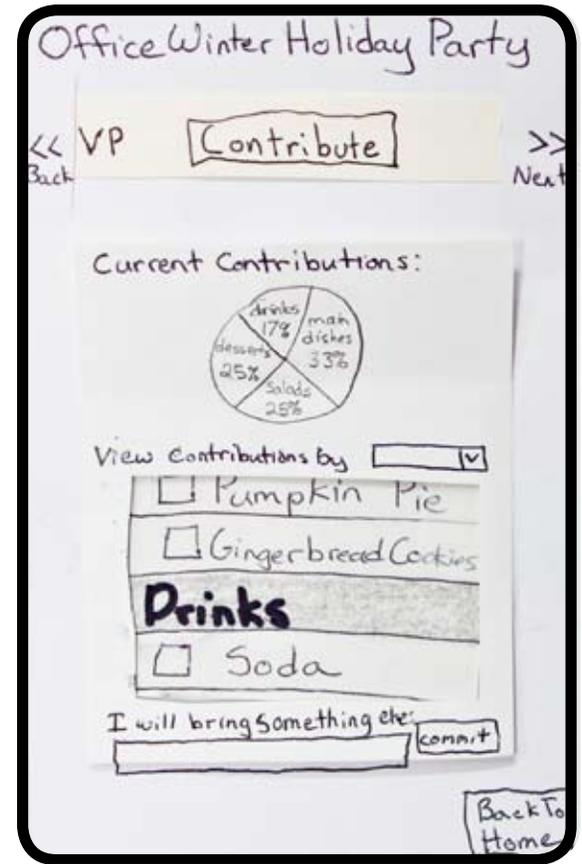 Office Winter Holiday Party
<< VP Contribute >>
Back Next
Current Contributions:
drinks
17%
main
dishes
33%
desserts
25%
Salads
25%
View Contributions by
Pumpkin Pie
Gingerbread Cookies
Drinks
Soda
I will bring something else:
commit
Back To
Home